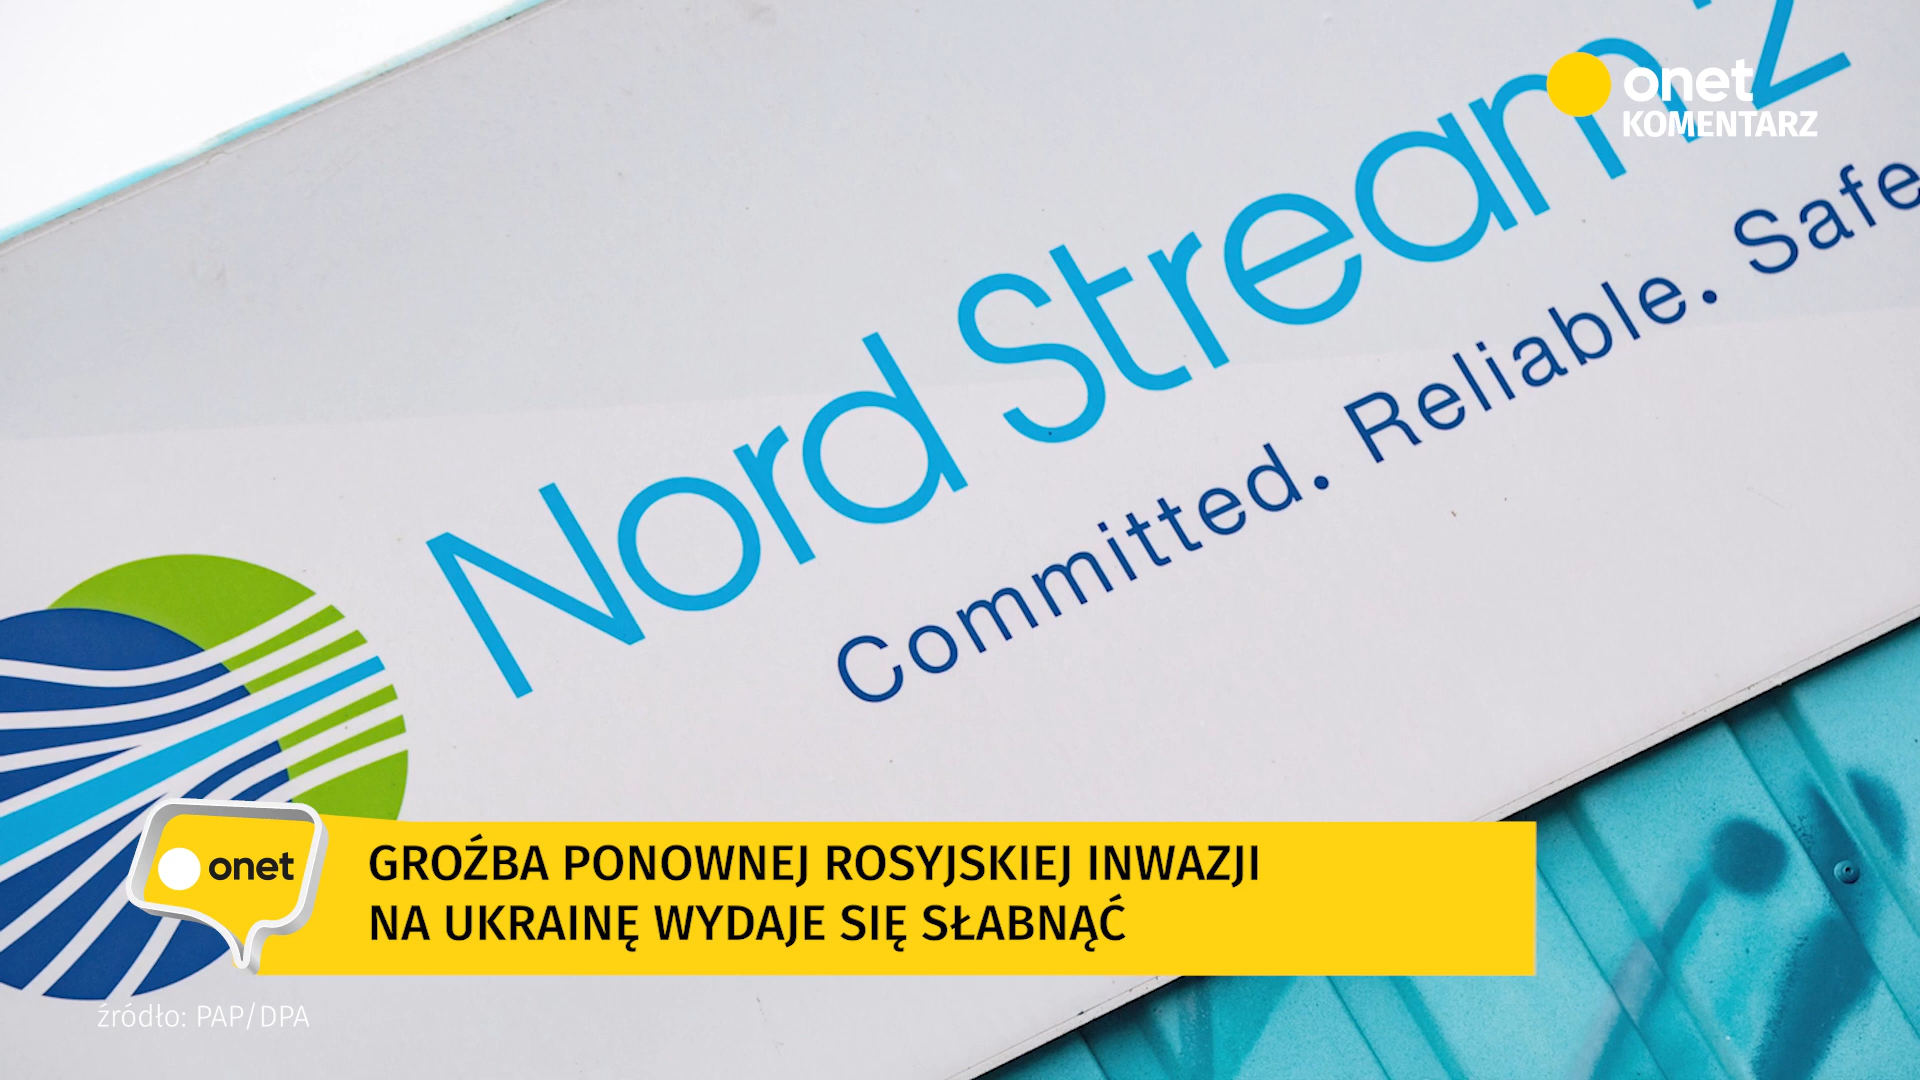 onet
KOMENTARZ
Nord Stream 2
Committed. Reliable. Safe
onet
GROŹBA PONOWNEJ ROSYJSKIEJ INWAZJI
NA UKRAINĘ WYDAJE SIĘ SŁABNĄĆ
źródło: PAP/DPA